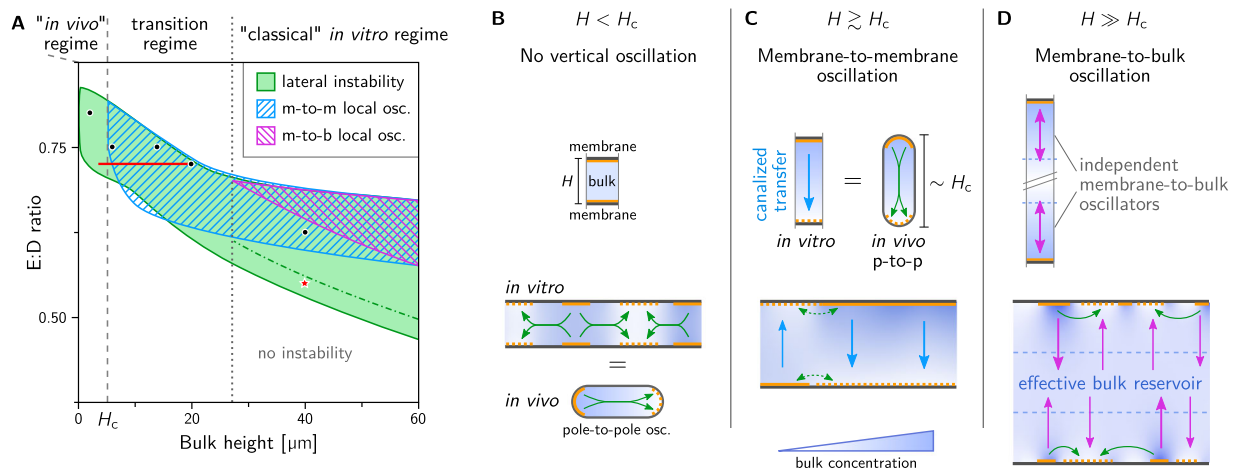 A
"in vivo"
regime
transition
regime
"classical" in vitro regime
lateral instability
m-to-m local osc.
m-to-b local osc.
0.75
0.50
E:D ratio
no instability
0
Hc
20
40
60
Bulk height [μm]
B
H < Hc
No vertical oscillation
membrane
H
bulk
membrane
in vitro
=
in vivo
pole-to-pole osc.
C
H ≳ Hc
Membrane-to-membrane
oscillation
canalized
transfer
=
∼ Hc
in vitro
in vivo
p-to-p
bulk concentration
D
H ≫ Hc
Membrane-to-bulk
oscillation
independent
membrane-to-bulk
oscillators
effective bulk reservoir